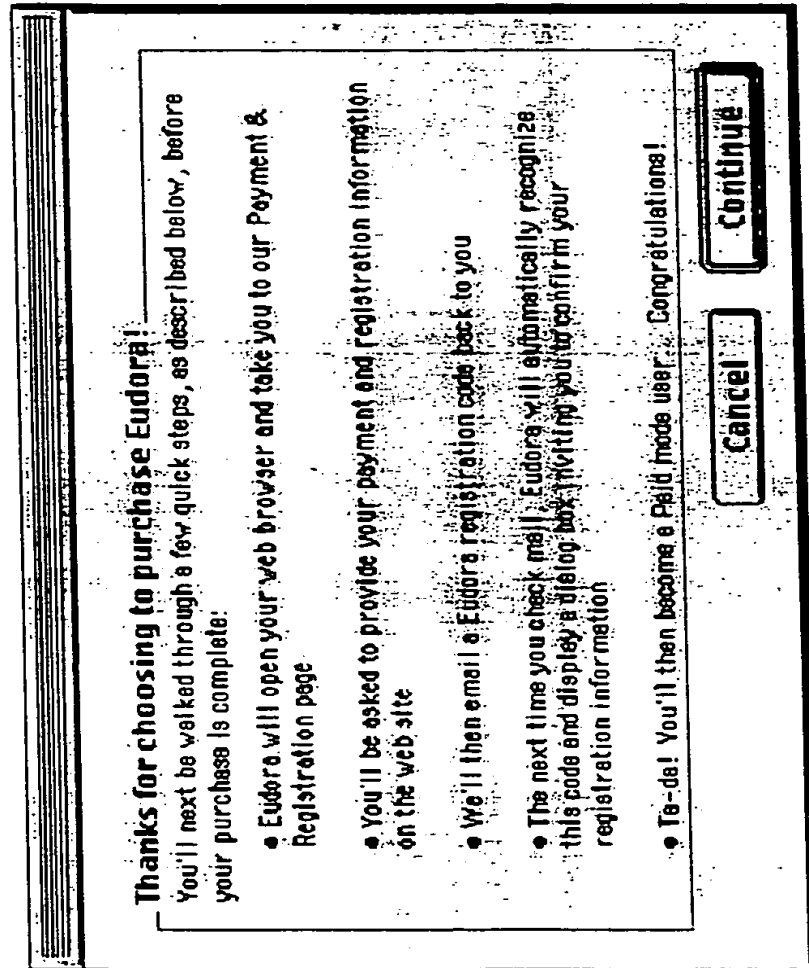 Thanks for choosing to purchase Eudora!
You'll next be walked through a few quick steps, as described below, before
your purchase is complete:
• Eudora will open your web browser and take you to our Payment &
Registration page
• You'll be asked to provide your payment and registration information
on the web site
• We'll then email a Eudora registration code back to you
• The next time you check mail, Eudora will automatically recognize
this code and display a dialog box inviting you to confirm your
registration information
• Ta-da! You'll then become a Paid mode user. Congratulations!
Cancel
Continue